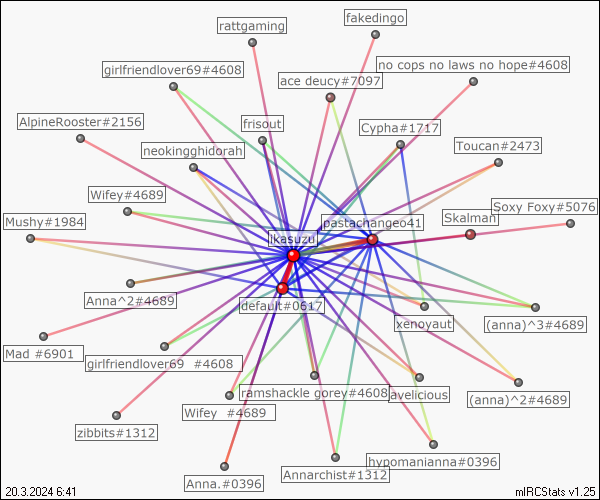 fakedingo
rattgaming
no cops no laws no hope#4608
girlfriendlover69#4608
ace deucy#7097
AlpineRooster#2156
frisout
Cypha#1717
neokingghidorah
Toucan#2473
Wifey#4689
Soxy Foxy#5076
Mushy#1984
pastachangeo41
Skalman
ikasuzu
Anna^2#4689
default#0617
xenoyaut
(anna)^3#4689
Mad #6901
girlfriendlover69 #4608
ramshackle gorey#4608
avelicious
(anna)^2#4689
Wifey #4689
zibbits#1312
hypomanianna#0396
Annarchist#1312
Anna.#0396
20.3.2024 6:41
mIRCStats v1.25